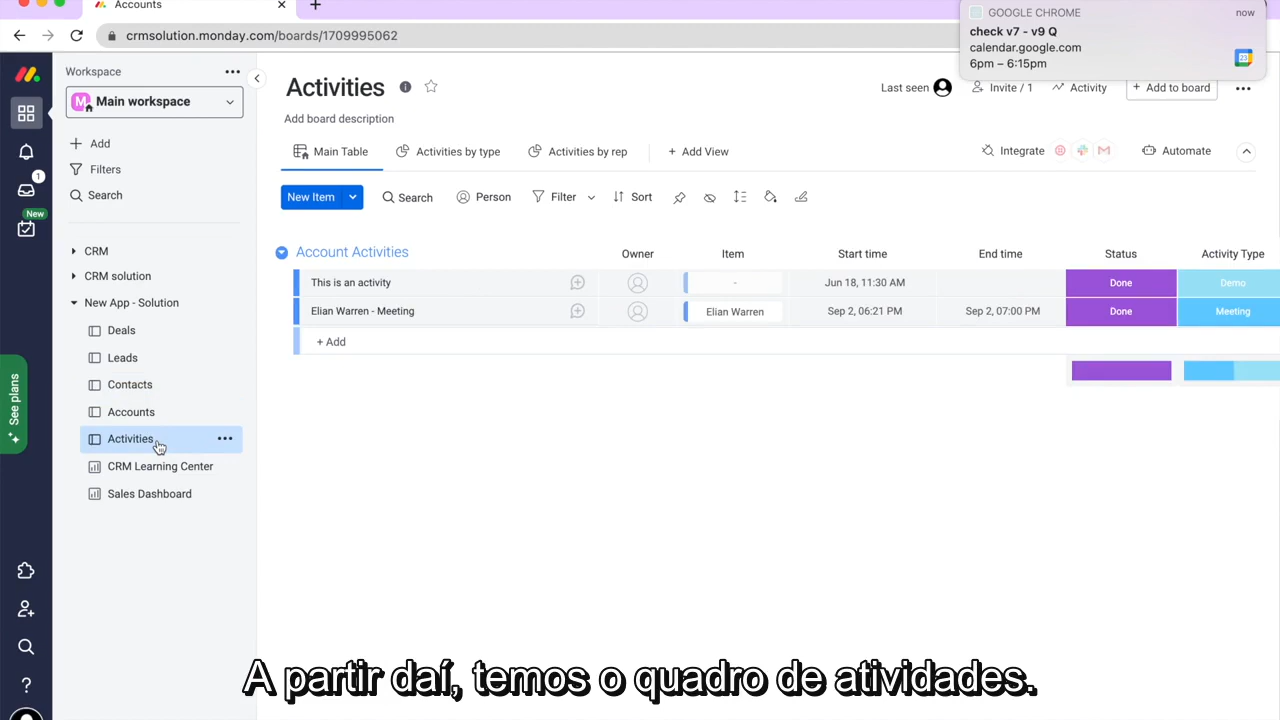 Accounts
GOOGLE CHROME
now
check v7 - v9 Q
calendar.google.com
6pm – 6:15pm
crmsolution.monday.com/boards/1709995062
Workspace
M Main workspace
Add
Filters
Search
CRM
CRM solution
New App - Solution
Deals
Leads
Contacts
Accounts
Activities
CRM Learning Center
Sales Dashboard
1
New
See plans
Activities
Last seen
Invite / 1
Activity
+ Add to board
Add board description
Main Table
Activities by type
Activities by rep
+ Add View
Integrate
Automate
New Item
Search
Person
Filter
Sort
Account Activities
Owner
Item
Start time
End time
Status
Activity Type
This is an activity
-
Jun 18, 11:30 AM
Done
Demo
Elian Warren - Meeting
Elian Warren
Sep 2, 06:21 PM
Sep 2, 07:00 PM
Done
Meeting
+ Add
A partir daí, temos o quadro de atividades.